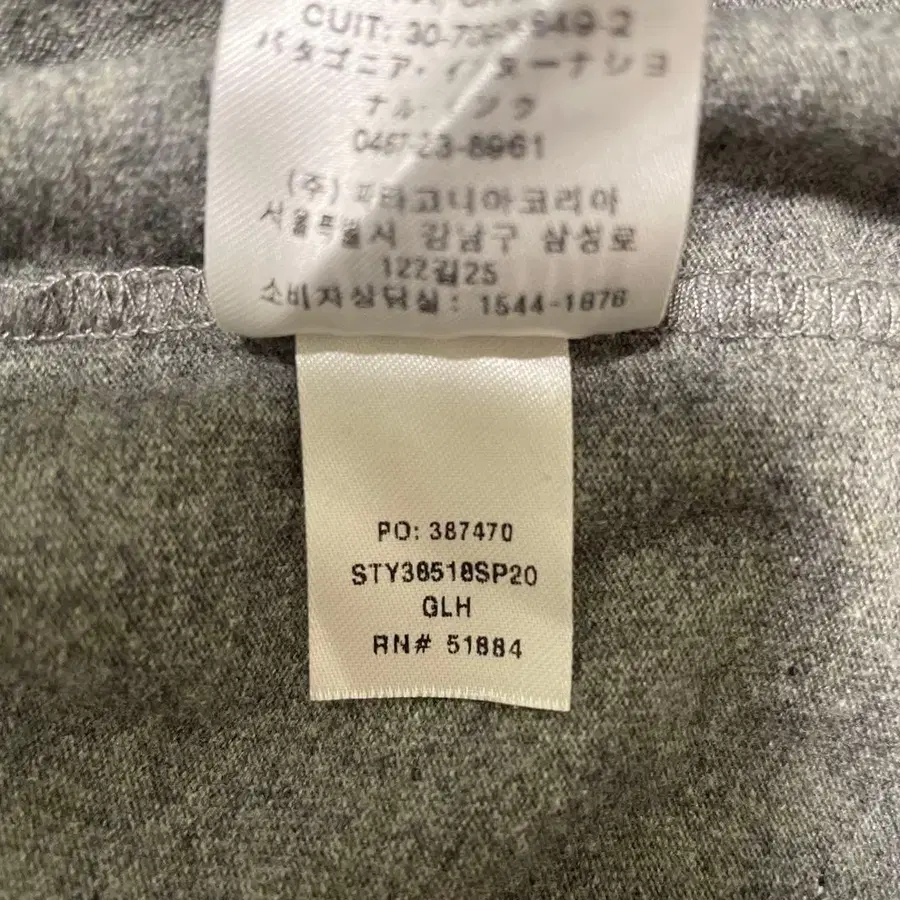 CUIT: 30-
649-2
パタゴニア・インターナショ
ナル・インク
0467-23-8961
(주) 파타고니아코리아
서울특별시 강남구 삼성로
122길25
소비자상담실: 1544-1876
PO: 387470
STY38518SP20
GLH
RN# 51884